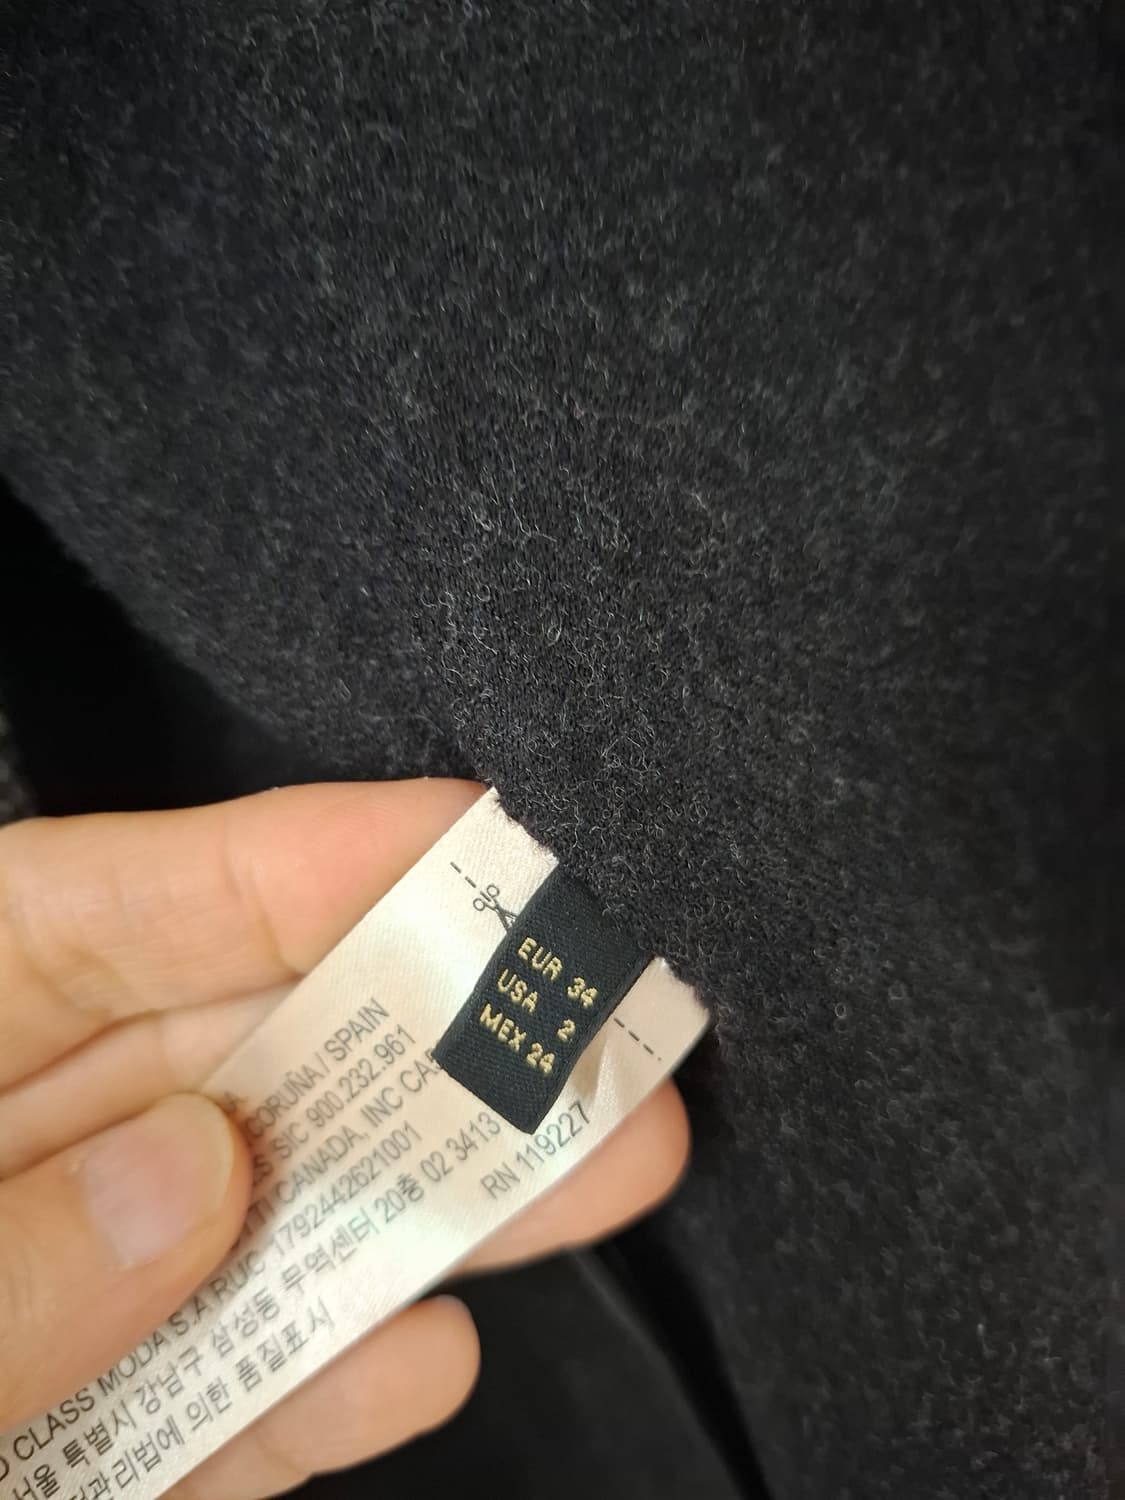 EUR 34
USA 2
MEX 24
CORUÑA / SPAIN
SIC 900.232.961
CANADA, INC
RUC 1792442621001
D CLASS MODA S.A
서울 특별시 강남구 삼성동 무역센터 20층 02 3413
관리법에 의한 품질표시
RN 119227